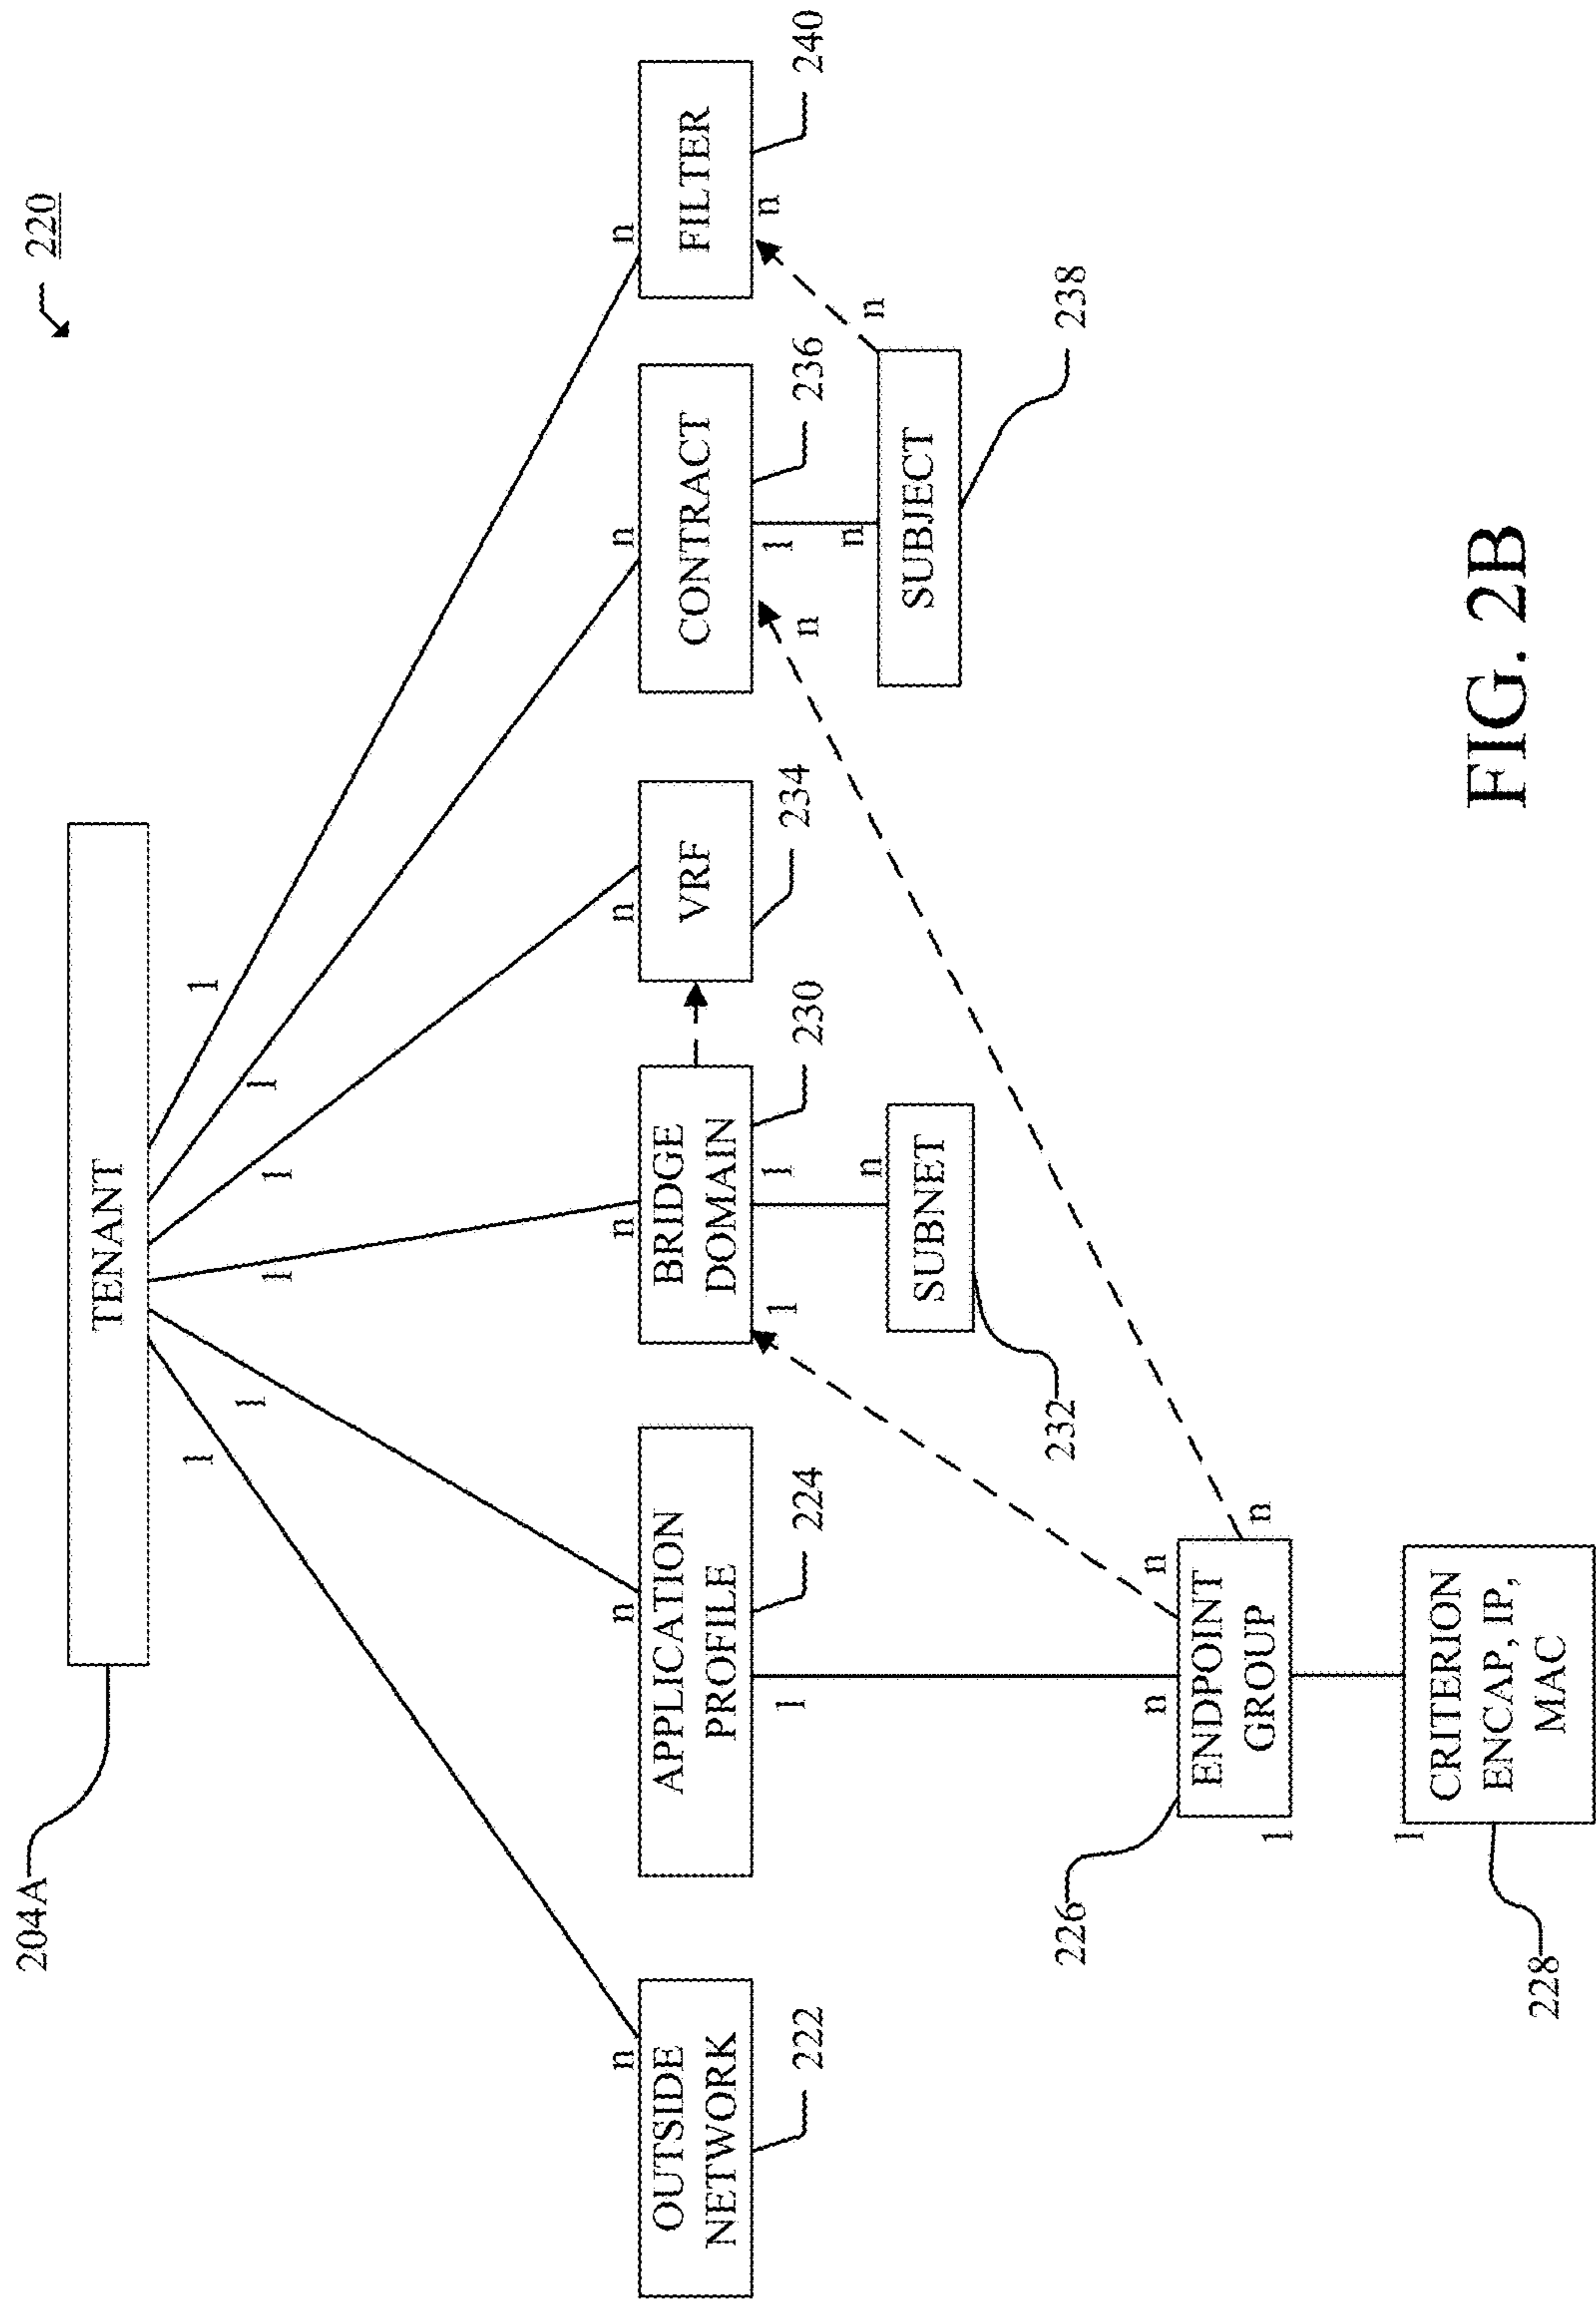 220
204A
TENANT
1
1
1
1
1
1
n
n
n
n
n
n
OUTSIDE
NETWORK
222
APPLICATION
PROFILE
224
BRIDGE
DOMAIN
230
VRF
234
CONTRACT
236
FILTER
240
1
1
1
1
n
n
n
n
n
SUBNET
232
SUBJECT
238
n
n
n
226
ENDPOINT
GROUP
1
1
CRITERION
ENCAP, IP,
MAC
228
FIG. 2B